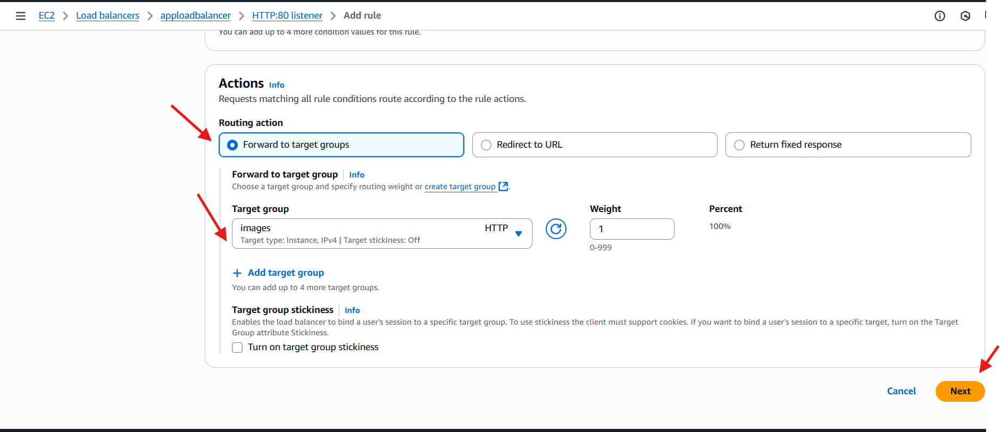 EC2 > Load balancers > apploadbalancer > HTTP:80 listener > Add rule
You can add up to 4 more condition values for this rule.
Actions Info
Requests matching all rule conditions route according to the rule actions.
Routing action
Forward to target groups
Redirect to URL
Return fixed response
Forward to target group | Info
Choose a target group and specify routing weight or create target group.
Target group
Weight
Percent
images HTTP
Target type: Instance, IPv4 | Target stickiness: Off
1
100%
0-999
+ Add target group
You can add up to 4 more target groups.
Target group stickiness | Info
Enables the load balancer to bind a user's session to a specific target group. To use stickiness the client must support cookies. If you want to bind a user's session to a specific target, turn on the Target
Group attribute Stickiness.
Turn on target group stickiness
Cancel
Next